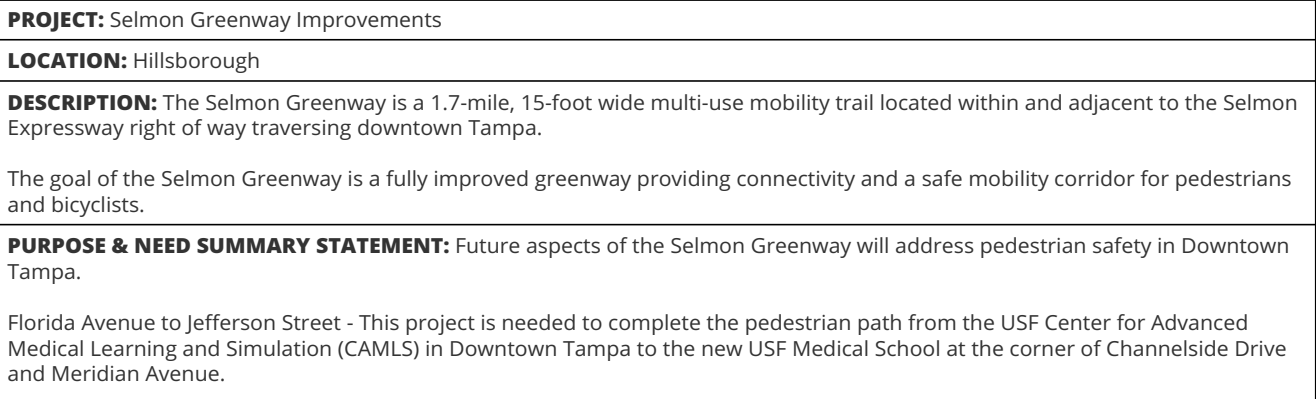 PROJECT: Selmon Greenway Improvements
LOCATION: Hillsborough
DESCRIPTION: The Selmon Greenway is a 1.7-mile, 15-foot wide multi-use mobility trail located within and adjacent to the Selmon
Expressway right of way traversing downtown Tampa.
The goal of the Selmon Greenway is a fully improved greenway providing connectivity and a safe mobility corridor for pedestrians
and bicyclists.
PURPOSE & NEED SUMMARY STATEMENT: Future aspects of the Selmon Greenway will address pedestrian safety in Downtown
Tampa.
Florida Avenue to Jefferson Street - This project is needed to complete the pedestrian path from the USF Center for Advanced
Medical Learning and Simulation (CAMLS) in Downtown Tampa to the new USF Medical School at the corner of Channelside Drive
and Meridian Avenue.